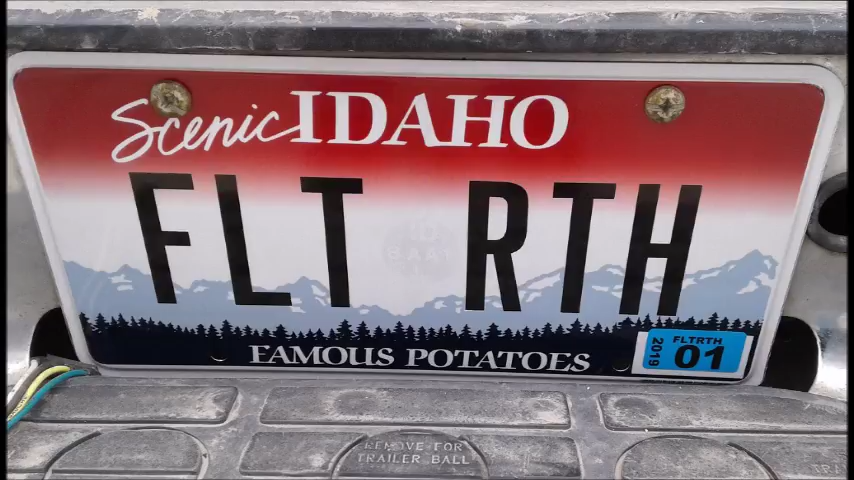 Scenic IDAHO
FLT RTH
FAMOUS POTATOES
2019
FLTRTH
01
REMOVE FOR
TRAILER BALL